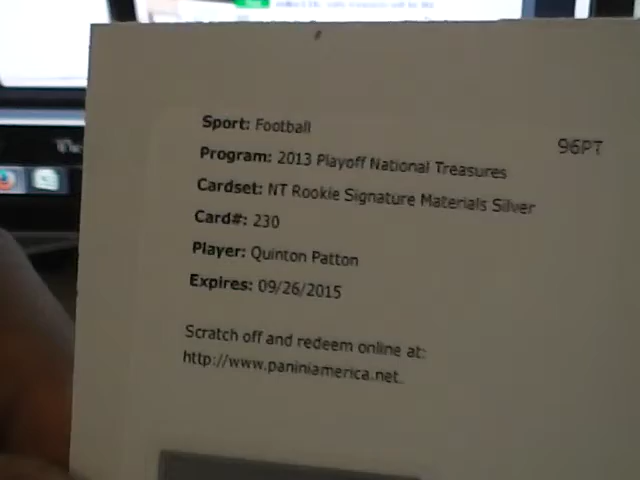 Sport: Football
96PT
Program: 2013 Playoff National Treasures
Cardset: NT Rookie Signature Materials Silver
Card#: 230
Player: Quinton Patton
Expires: 09/26/2015
Scratch off and redeem online at:
http://www.paniniamerica.net.